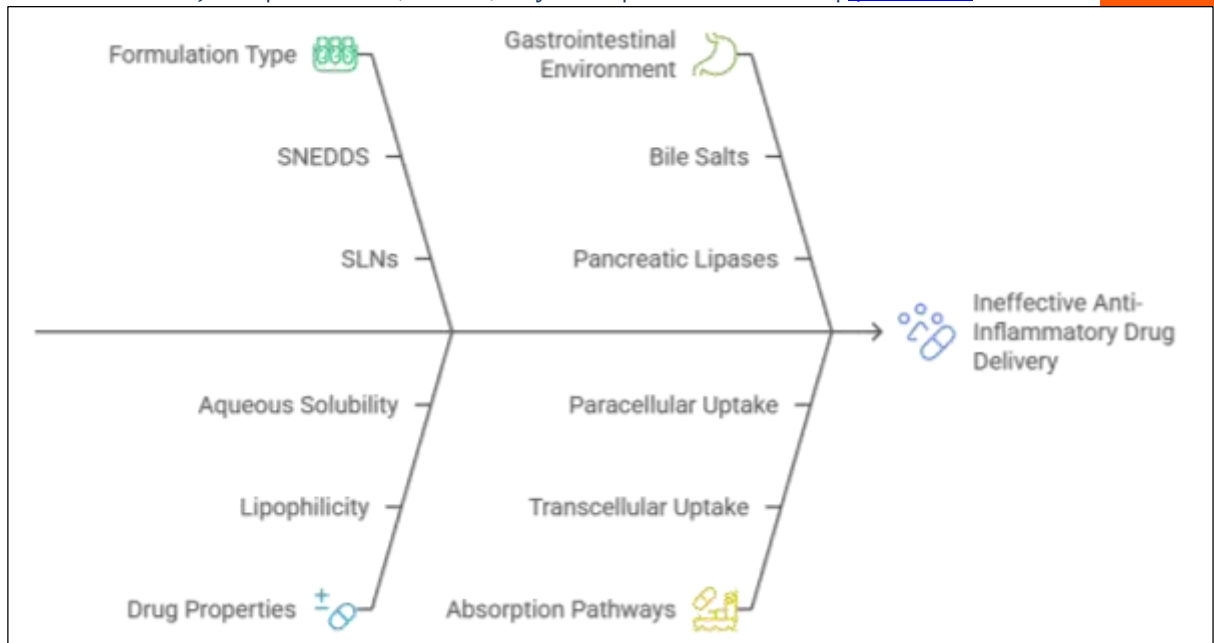 Formulation Type
Gastrointestinal
Environment
SNEDDS
Bile Salts
SLNs
Pancreatic Lipases
Ineffective Anti-
Inflammatory Drug
Delivery
Aqueous Solubility
Paracellular Uptake
Lipophilicity
Transcellular Uptake
Drug Properties
Absorption Pathways